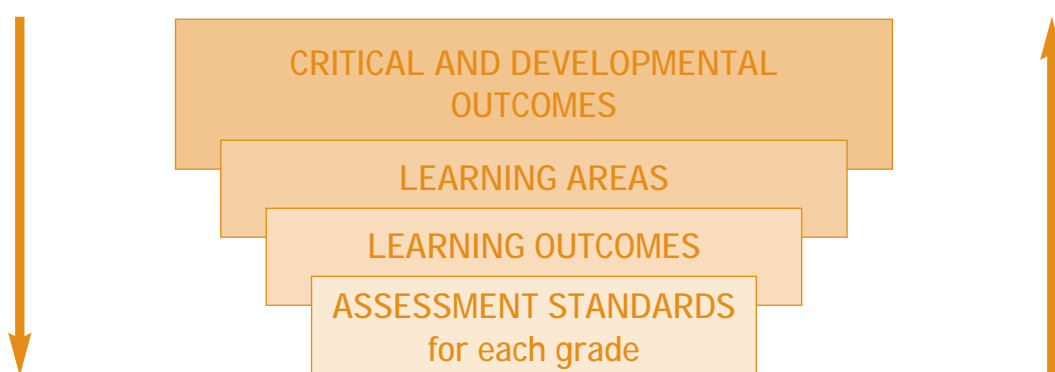 CRITICAL AND DEVELOPMENTAL
OUTCOMES
LEARNING AREAS
LEARNING OUTCOMES
ASSESSMENT STANDARDS
for each grade